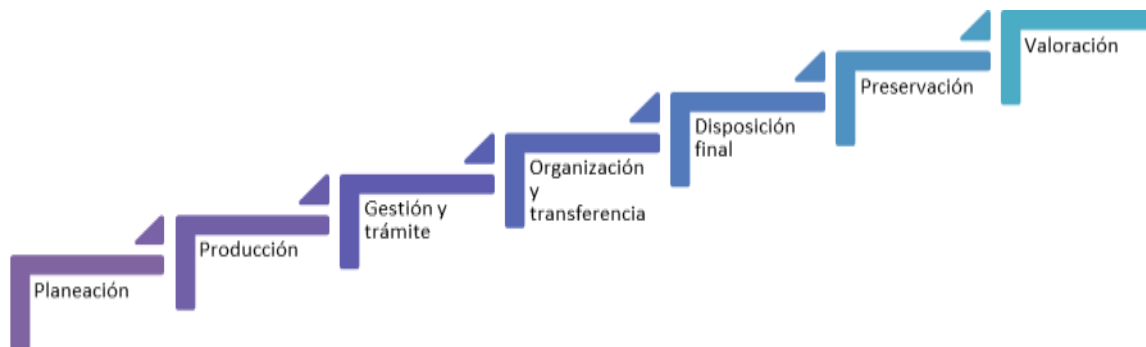 Planeación
Producción
Gestión y
trámite
Organización
y
transferencia
Disposición
final
Preservación
Valoración